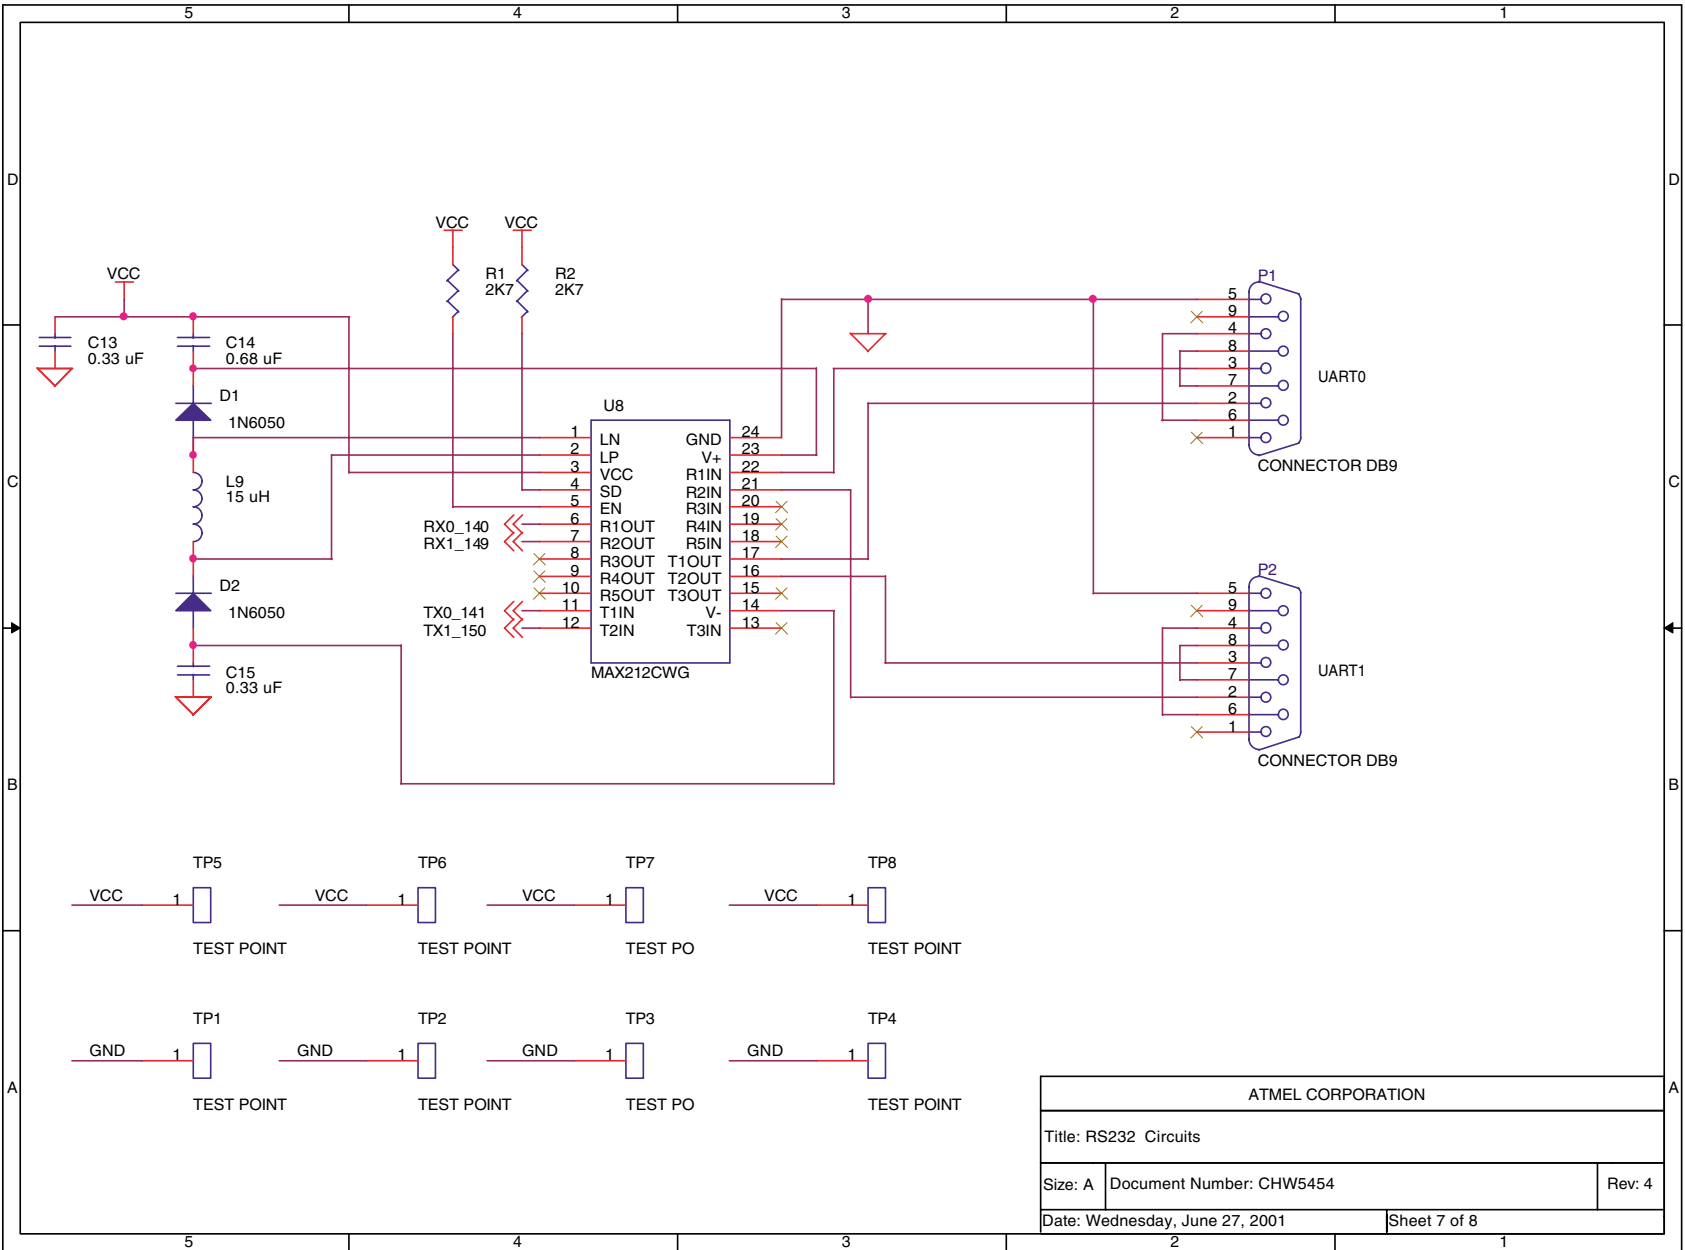 5 4 3 2 1
D D
VCC VCC
VCC
R1
2K7
R2
2K7
C13
0.33 uF
C14
0.68 uF
D1
1N6050
L9
15 uH
D2
1N6050
C15
0.33 uF
U8
1 LN GND 24
2 LP V+ 23
3 VCC R1IN 22
4 SD R2IN 21
5 EN R3IN 20
6 R1OUT R4IN 19
7 R2OUT R5IN 18
8 R3OUT T1OUT 17
9 R4OUT T2OUT 16
10 R5OUT T3OUT 15
11 T1IN V- 14
12 T2IN T3IN 13
MAX212CWG
RX0_140
RX1_149
TX0_141
TX1_150
P1
5
9
4
8
3
7
2
6
1
UART0
CONNECTOR DB9
C C
P2
5
9
4
8
3
7
2
6
1
UART1
CONNECTOR DB9
B B
TP5 TP6 TP7 TP8
VCC 1 VCC 1 VCC 1 VCC 1
TEST POINT TEST POINT TEST PO TEST POINT
TP1 TP2 TP3 TP4
GND 1 GND 1 GND 1 GND 1
TEST POINT TEST POINT TEST PO TEST POINT
A A
ATMEL CORPORATION
Title: RS232 Circuits
Size: A Document Number: CHW5454 Rev: 4
Date: Wednesday, June 27, 2001 Sheet 7 of 8
5 4 3 2 1